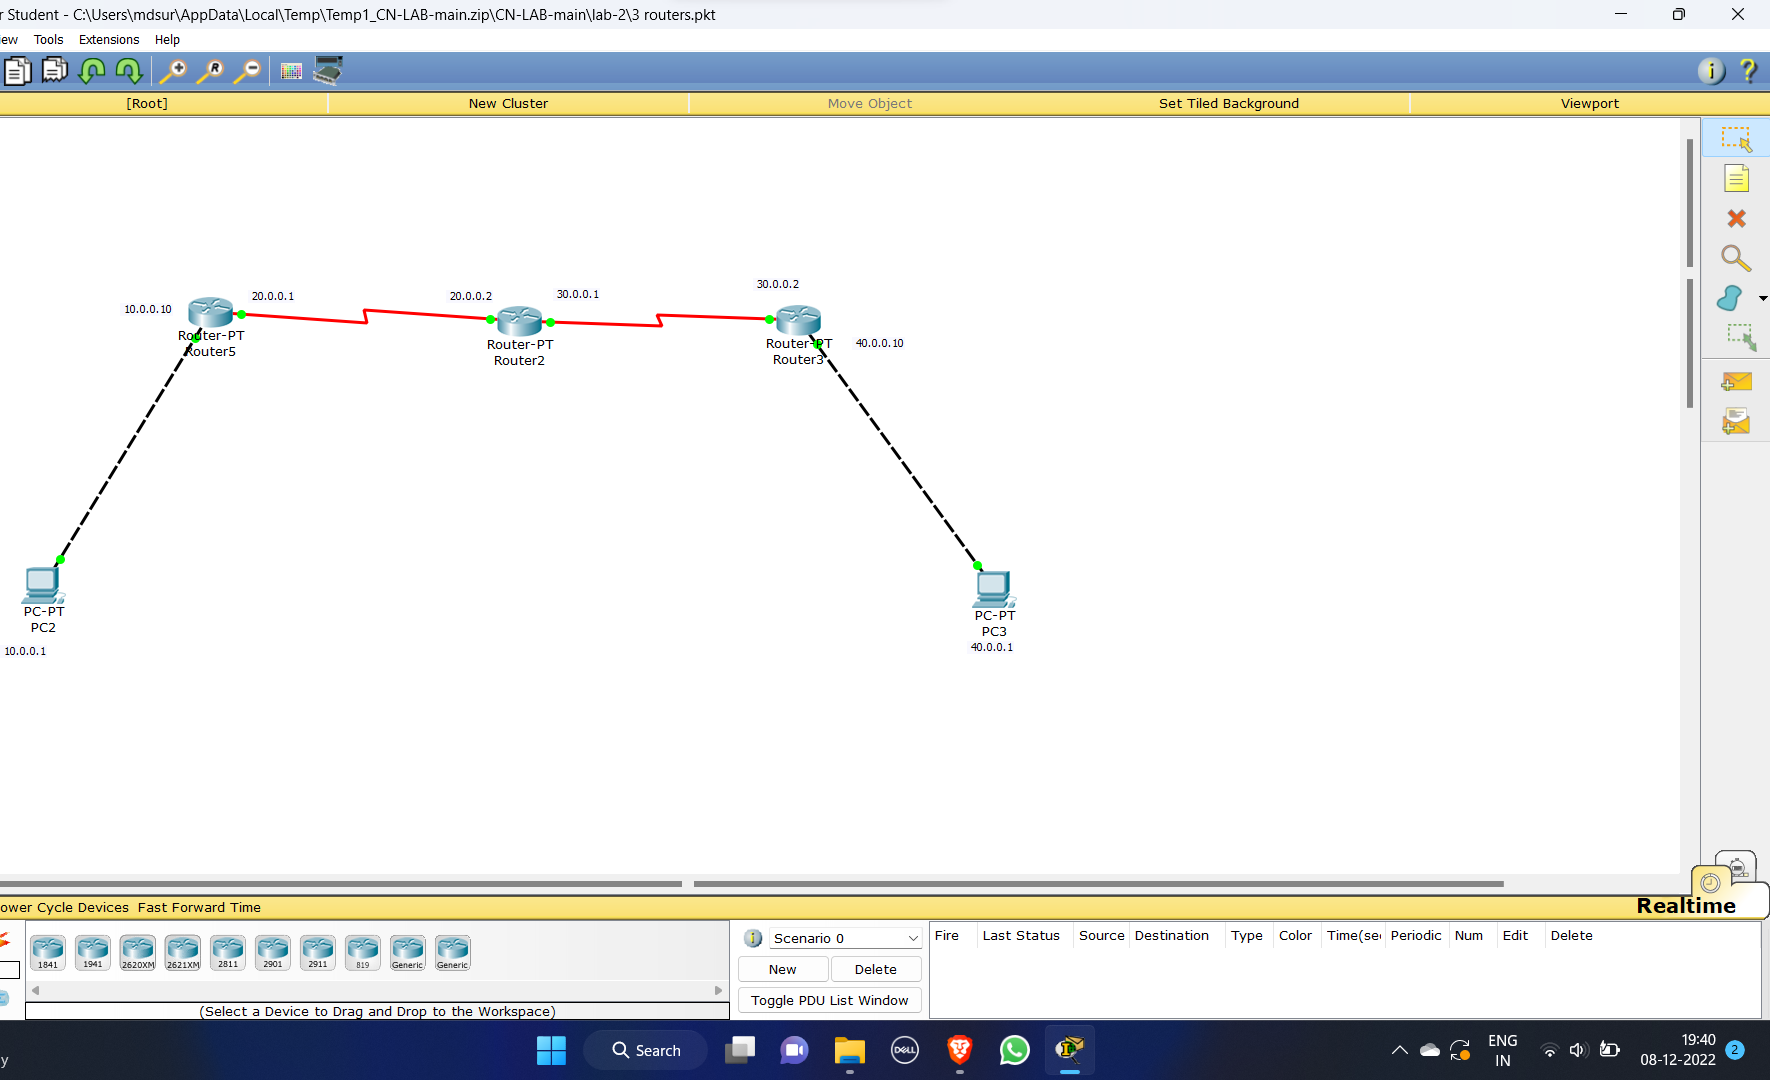 r Student - C:\Users\mdsur\AppData\Local\Temp\Temp1_CN-LAB-main.zip\CN-LAB-main\lab-2\3 routers.pkt
iew Tools Extensions Help
[Root] New Cluster Move Object Set Tiled Background Viewport
30.0.0.2
20.0.0.1 20.0.0.2 30.0.0.1
10.0.0.10
Router-PT
Router5
Router-PT
Router2
Router-PT
Router3
40.0.0.10
PC-PT
PC2
10.0.0.1
PC-PT
PC3
40.0.0.1
Realtime
ower Cycle Devices Fast Forward Time
1841 1941 2620XM 2621XM 2811 2901 2911 819 Generic Generic
(Select a Device to Drag and Drop to the Workspace)
Scenario 0
New Delete
Toggle PDU List Window
Fire Last Status Source Destination Type Color Time(sec Periodic Num Edit Delete
y
Search
DELL
ENG
IN
19:40
08-12-2022
2